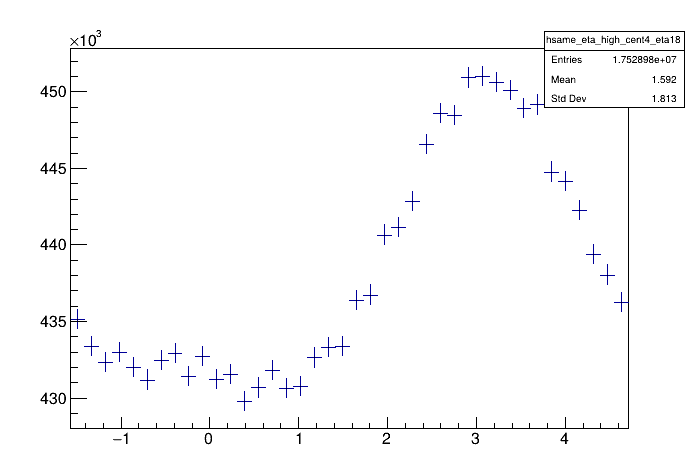 ×10³
hsame_eta_high_cent4_eta18
Entries 1.752898e+07
Mean 1.592
Std Dev 1.813
450
445
440
435
430
−1 0 1 2 3 4